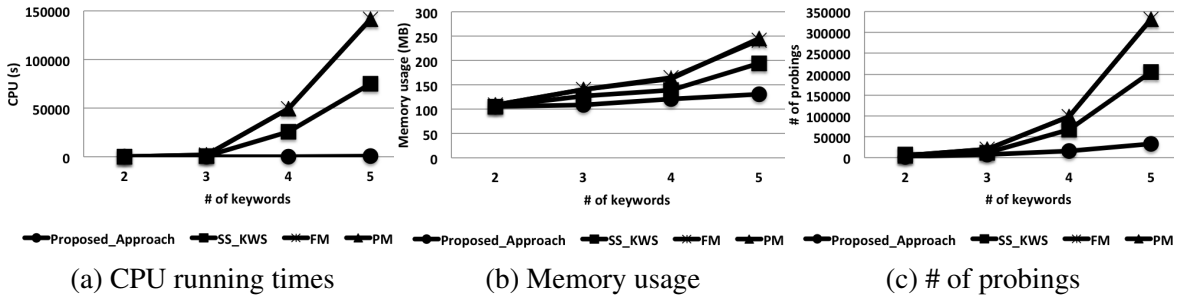 150000
100000
50000
0
CPU (s)
2 3 4 5
# of keywords
Proposed_Approach SS_KWS FM PM
(a) CPU running times
300
250
200
150
100
50
0
Memory usage (MB)
2 3 4 5
# of keywords
Proposed_Approach SS_KWS FM PM
(b) Memory usage
350000
300000
250000
200000
150000
100000
50000
0
# of probings
2 3 4 5
# of keywords
Proposed_Approach SS_KWS FM PM
(c) # of probings